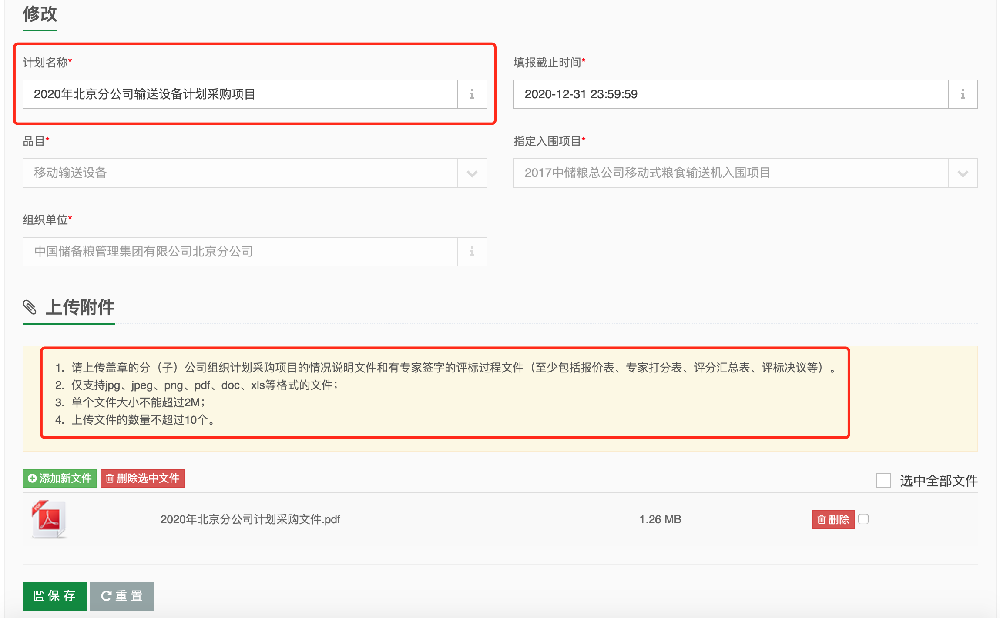 修改
计划名称*
填报截止时间*
2020年北京分公司输送设备计划采购项目
2020-12-31 23:59:59
品目*
指定入围项目*
移动输送设备
2017中储粮总公司移动式粮食输送机入围项目
组织单位*
中国储备粮管理集团有限公司北京分公司
上传附件
1. 请上传盖章的分（子）公司组织计划采购项目的情况说明文件和有专家签字的评标过程文件（至少包括报价表、专家打分表、评分汇总表、评标决议等）。
2. 仅支持jpg、jpeg、png、pdf、doc、xls等格式的文件；
3. 单个文件大小不能超过2M；
4. 上传文件的数量不超过10个。
添加新文件 删除选中文件 选中全部文件
PDF
2020年北京分公司计划采购文件.pdf 1.26 MB 删除
保 存 重 置